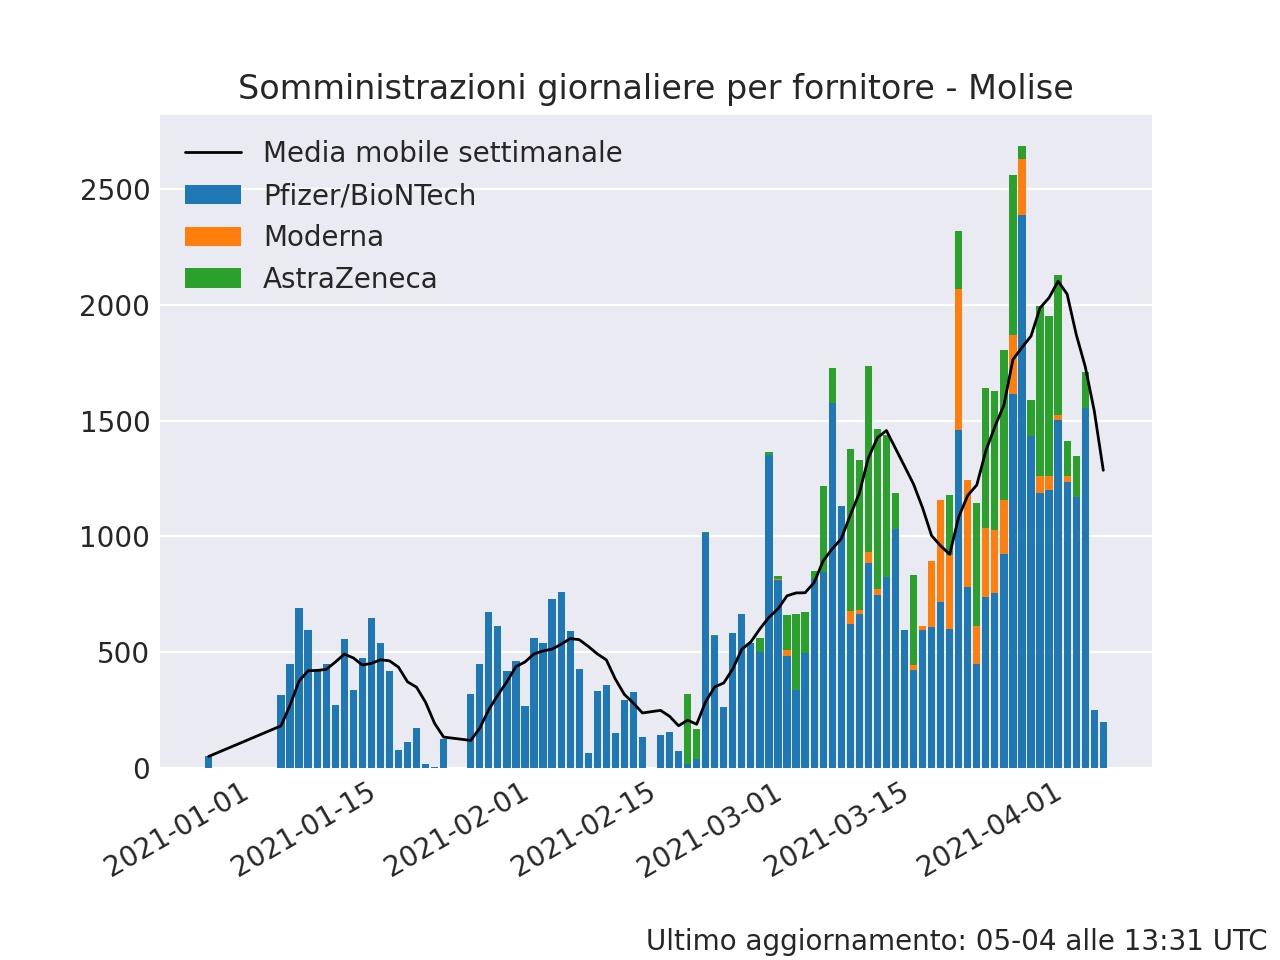 Somministrazioni giornaliere per fornitore - Molise
Media mobile settimanale
Pfizer/BioNTech
Moderna
AstraZeneca
2500
2000
1500
1000
500
0
2021-01-01
2021-01-15
2021-02-01
2021-02-15
2021-03-01
2021-03-15
2021-04-01
Ultimo aggiornamento: 05-04 alle 13:31 UTC